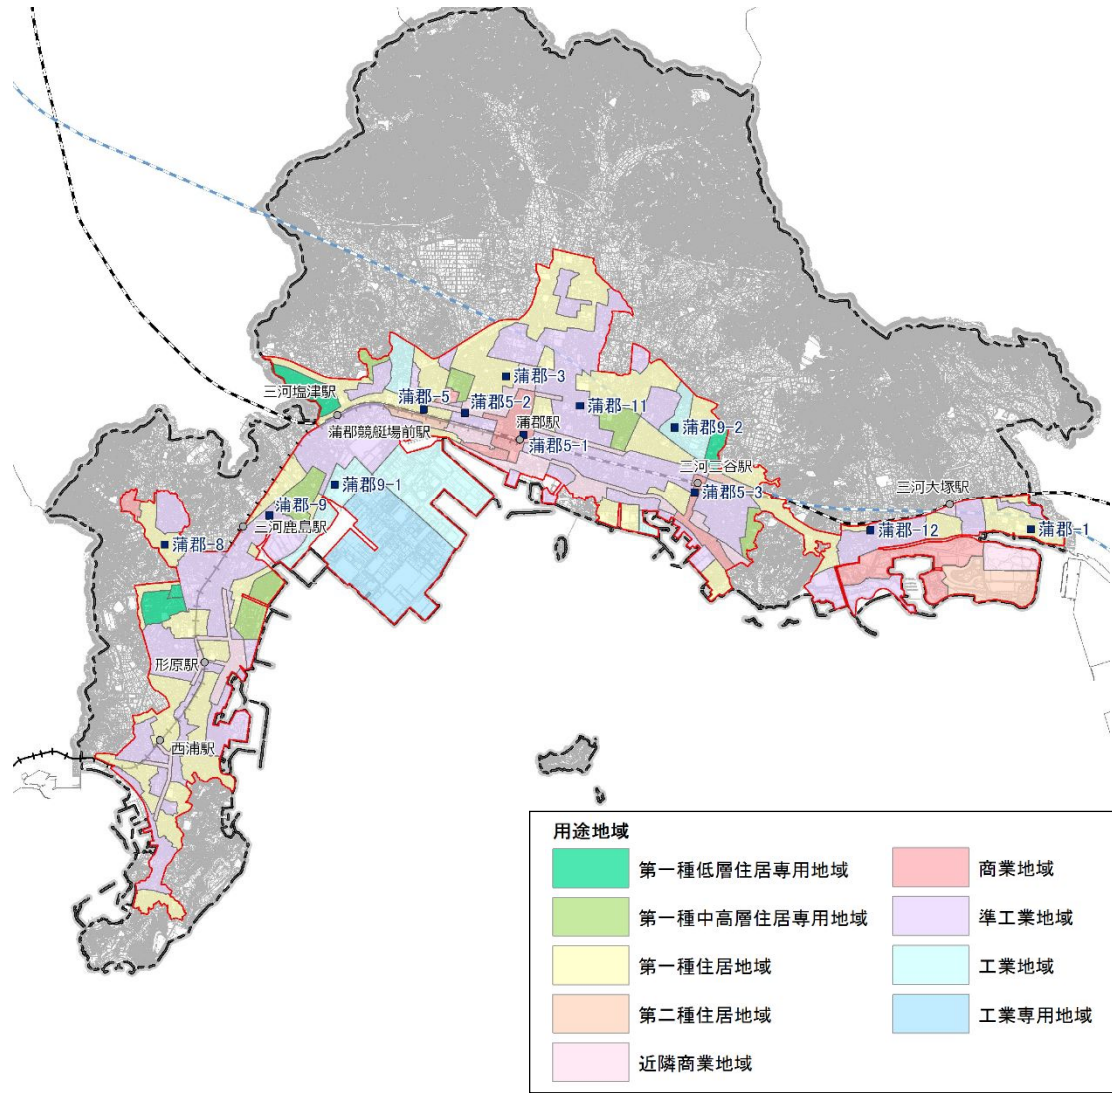 蒲郡-3
三河塩津駅
蒲郡-5
蒲郡5-2
蒲郡-11
蒲郡競艇場前駅
蒲郡駅
蒲郡9-2
蒲郡5-1
三河三谷駅
蒲郡9-1
蒲郡5-3
三河大塚駅
蒲郡-9
三河鹿島駅
蒲郡-12
蒲郡-1
蒲郡-8
形原駅
西浦駅
用途地域
第一種低層住居専用地域
第一種中高層住居専用地域
第一種住居地域
第二種住居地域
近隣商業地域
商業地域
準工業地域
工業地域
工業専用地域